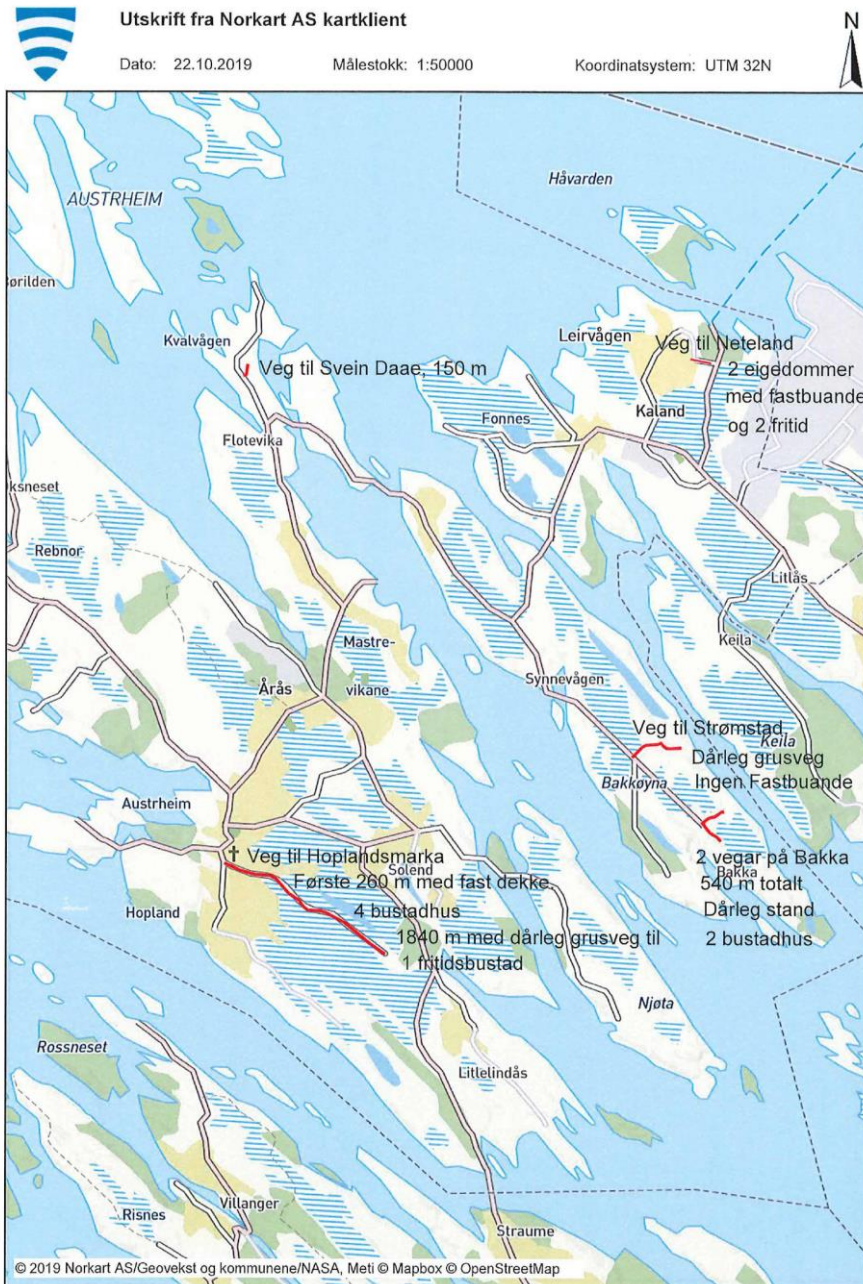 Utskrift fra Norkart AS kartklient
N
Dato: 22.10.2019 Målestokk: 1:50000 Koordinatsystem: UTM 32N
Håvarden
AUSTRHEIM
Kvalvågen
Leirvågen
Veg til Neteland
Veg til Svein Daae, 150 m
2 eigedommer
med fastbuande
Kaland
og 2 fritid
Fonnes
Flotevika
ksneset
Rebnor
Litlås
Mastre-
vikane
Keila
Årås
Synnevågen
Veg til Strømstad
Keila
Dårleg grusveg
Bakkøyna
Ingen Fastbuande
Austrheim
Veg til Hoplandsmarka
2 vegar på Bakka
Solend
Bakka
Første 260 m med fast dekke
540 m totalt
Hopland
4 bustadhus
Dårleg stand
1840 m med dårleg grusveg til
2 bustadhus
1 fritidsbustad
Njøta
Rossneset
Litlelindås
Villanger
Risnes
Straume
© 2019 Norkart AS/Geovekst og kommunene/NASA, Meti © Mapbox © OpenStreetMap